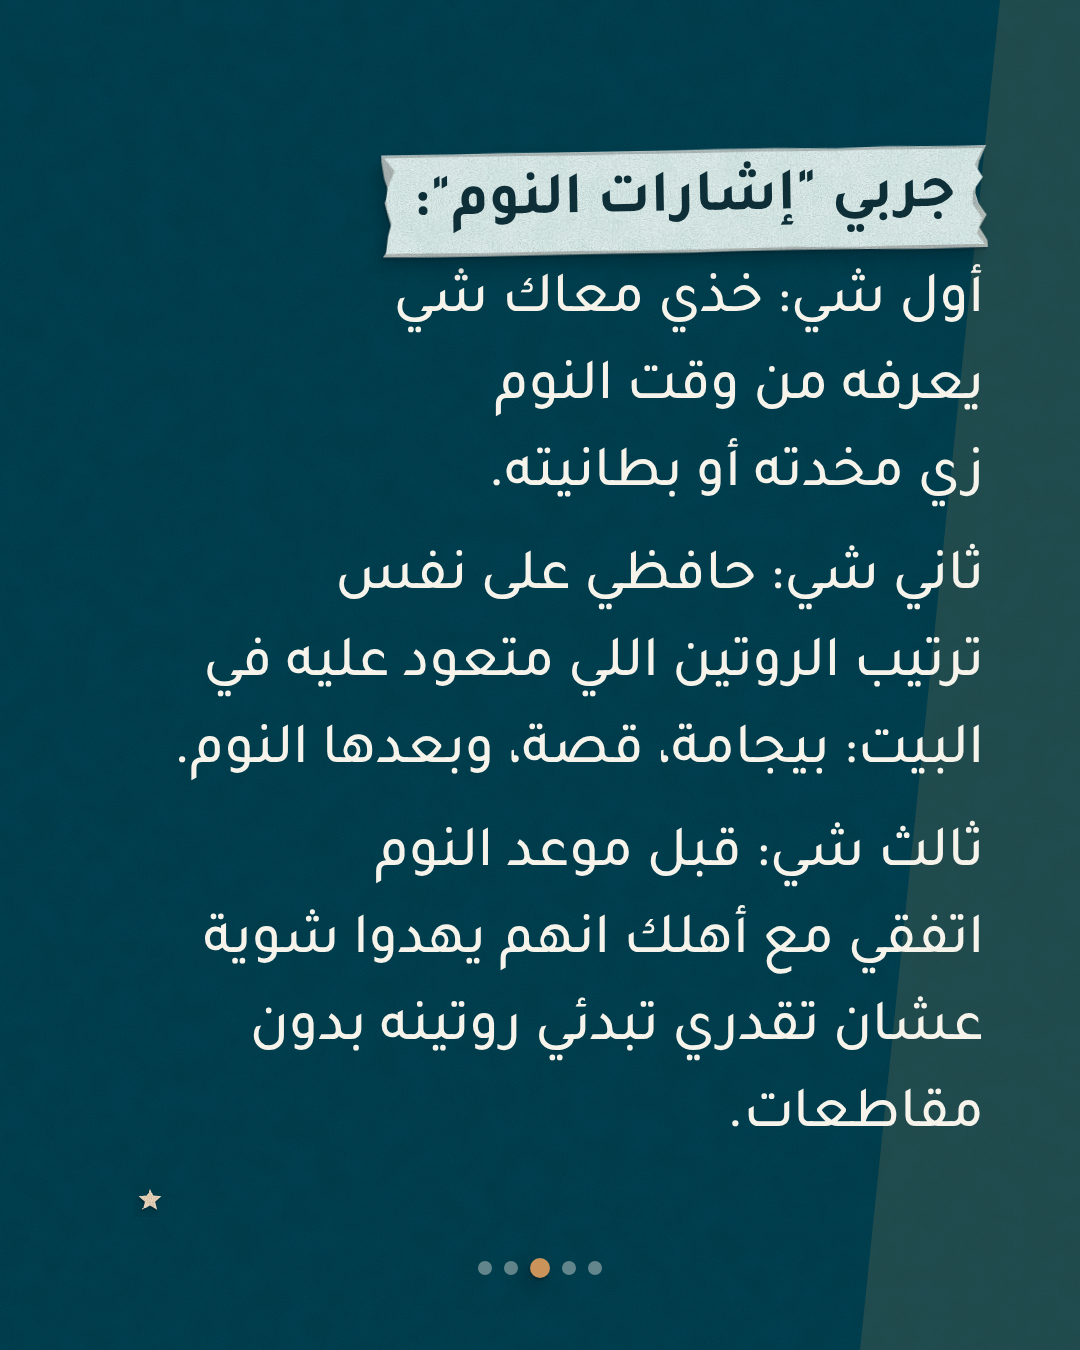 جربي "إشارات النوم":
أول شي: خذي معاك شي
يعرفه من وقت النوم
زي مخدته أو بطانيته.
ثاني شي: حافظي على نفس
ترتيب الروتين اللي متعود عليه في
البيت: بيجامة، قصة، وبعدها النوم.
ثالث شي: قبل موعد النوم
اتفقي مع أهلك انهم يهدوا شوية
عشان تقدري تبدئي روتينه بدون
مقاطعات.